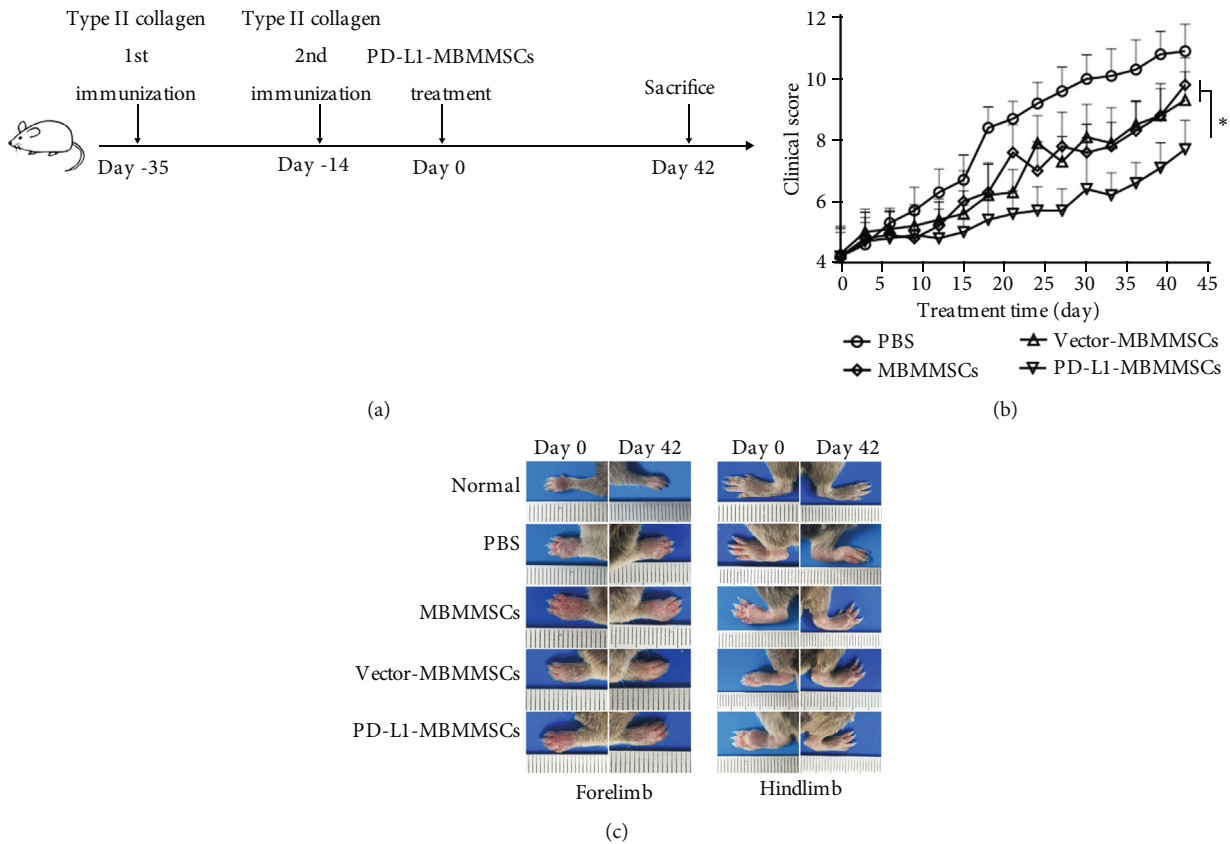 Type II collagen
1st
immunization
Type II collagen
2nd
immunization
PD-L1-MBMMSCs
treatment
Sacrifice
Day -35
Day -14
Day 0
Day 42
(a)
12
10
8
6
4
Clinical score
*
0 5 10 15 20 25 30 35 40 45
Treatment time (day)
PBS
Vector-MBMMSCs
MBMMSCs
PD-L1-MBMMSCs
(b)
Day 0 Day 42 Day 0 Day 42
Normal
PBS
MBMMSCs
Vector-MBMMSCs
PD-L1-MBMMSCs
Forelimb Hindlimb
(c)